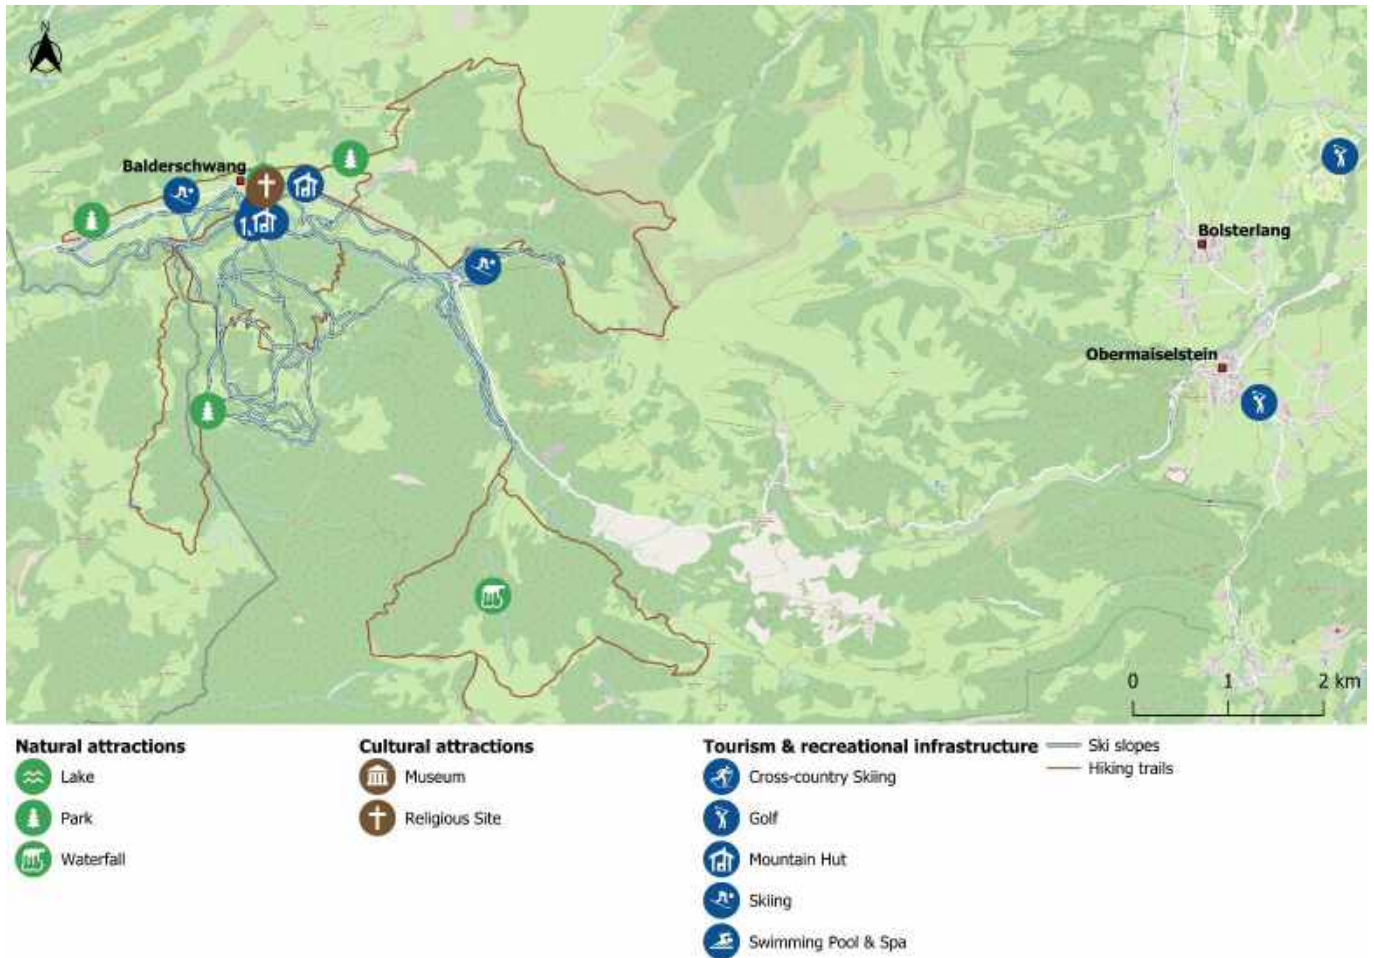 N
Balderschwang
Bolsterlang
Obermaiselstein
0 1 2 km
Natural attractions
Lake
Park
Waterfall
Cultural attractions
Museum
Religious Site
Tourism & recreational infrastructure
Cross-country Skiing
Golf
Mountain Hut
Skiing
Swimming Pool & Spa
Ski slopes
Hiking trails